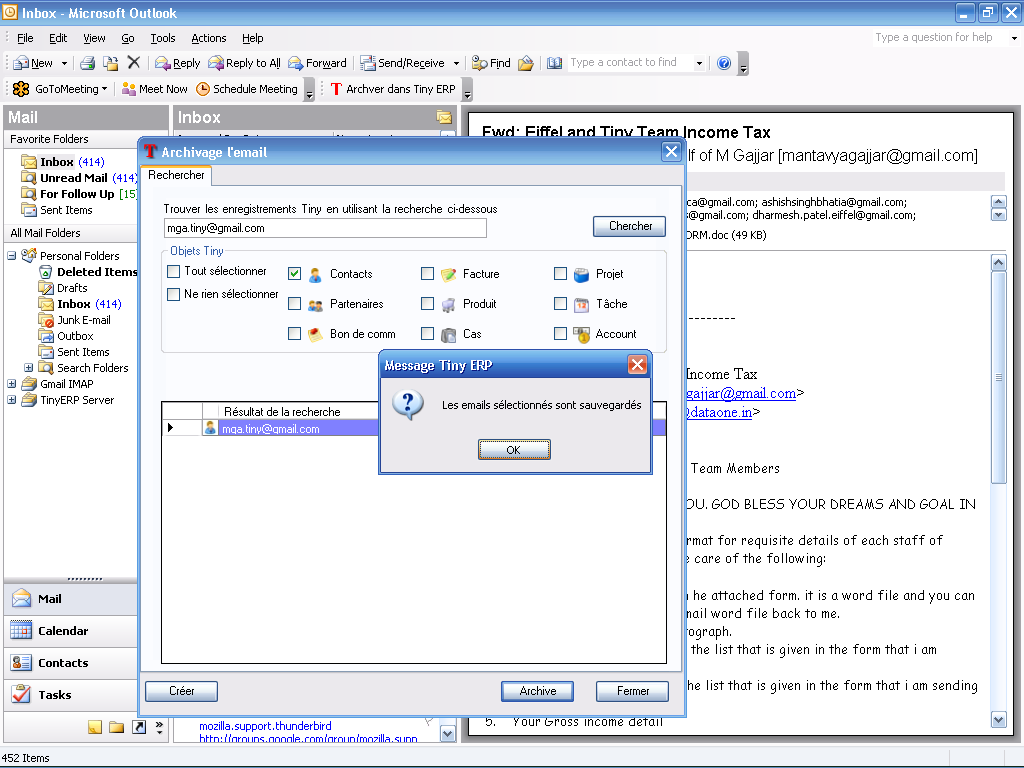 Inbox - Microsoft Outlook
File Edit View Go Tools Actions Help
Type a question for help
New Reply Reply to All Forward Send/Receive Find Type a contact to find
GoToMeeting Meet Now Schedule Meeting T Archver dans Tiny ERP
Mail
Favorite Folders
Inbox (414)
Unread Mail (414)
For Follow Up [15]
Sent Items
All Mail Folders
Personal Folders
Deleted Items
Drafts
Inbox (414)
Junk E-mail
Outbox
Sent Items
Search Folders
Gmail IMAP
TinyERP Server
Mail
Calendar
Contacts
Tasks
452 Items
Inbox
mozilla.support.thunderbird
http://groups.google.com/group/mozilla.supp
T Archivage l'email
Rechercher
Trouver les enregistrements Tiny en utilisant la recherche ci-dessous
mga.tiny@gmail.com
Chercher
Objets Tiny
Tout sélectionner Contacts Facture Projet
Ne rien sélectionner Partenaires Produit Tâche
Bon de comm Cas Account
Résultat de la recherche
mga.tiny@gmail.com
Créer Archive Fermer
Message Tiny ERP
Les emails sélectionnés sont sauvegardés
OK
Fwd: Eiffel and Tiny Team Income Tax
lf of M Gajjar [mantavyagajjar@gmail.com]
ca@gmail.com; ashishsinghbhatia@gmail.com;
s@gmail.com; dharmesh.patel.eiffel@gmail.com;
ORM.doc (49 KB)
--------
Income Tax
gajjar@gmail.com>
@dataone.in>
Team Members
OU. GOD BLESS YOUR DREAMS AND GOAL IN
rmat for requisite details of each staff of
e care of the following:
he attached form. it is a word file and you can
mail word file back to me.
ograph.
the list that is given in the form that i am
he list that is given in the form that i am sending
5. Your Gross income detail